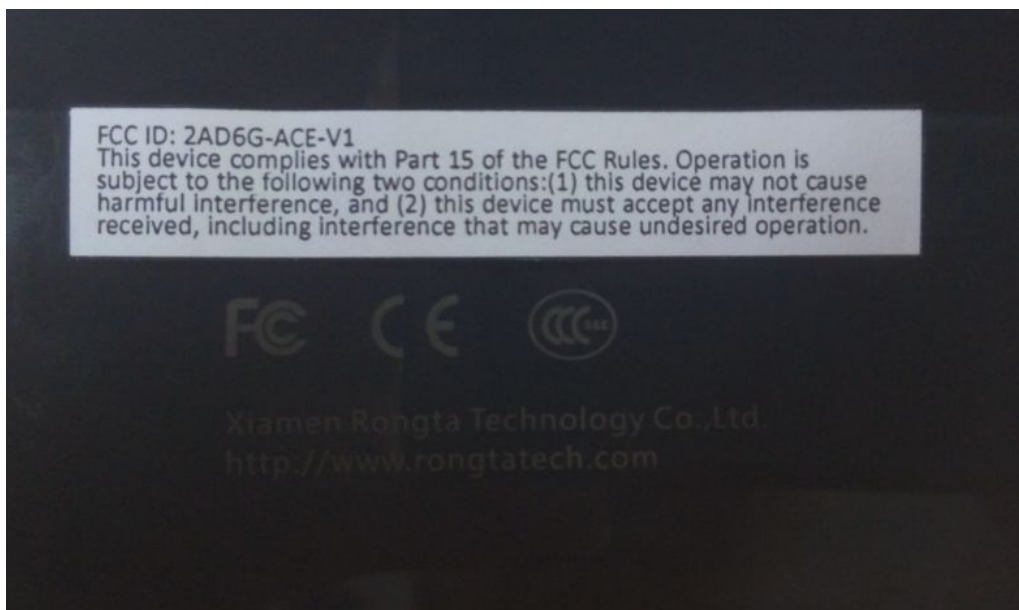 FCC ID: 2AD6G-ACE-V1
This device complies with Part 15 of the FCC Rules. Operation is
subject to the following two conditions:(1) this device may not cause
harmful interference, and (2) this device must accept any interference
received, including interference that may cause undesired operation.
FC CE CCC
Xiamen Rongta Technology Co.,Ltd.
http://www.rongtatech.com